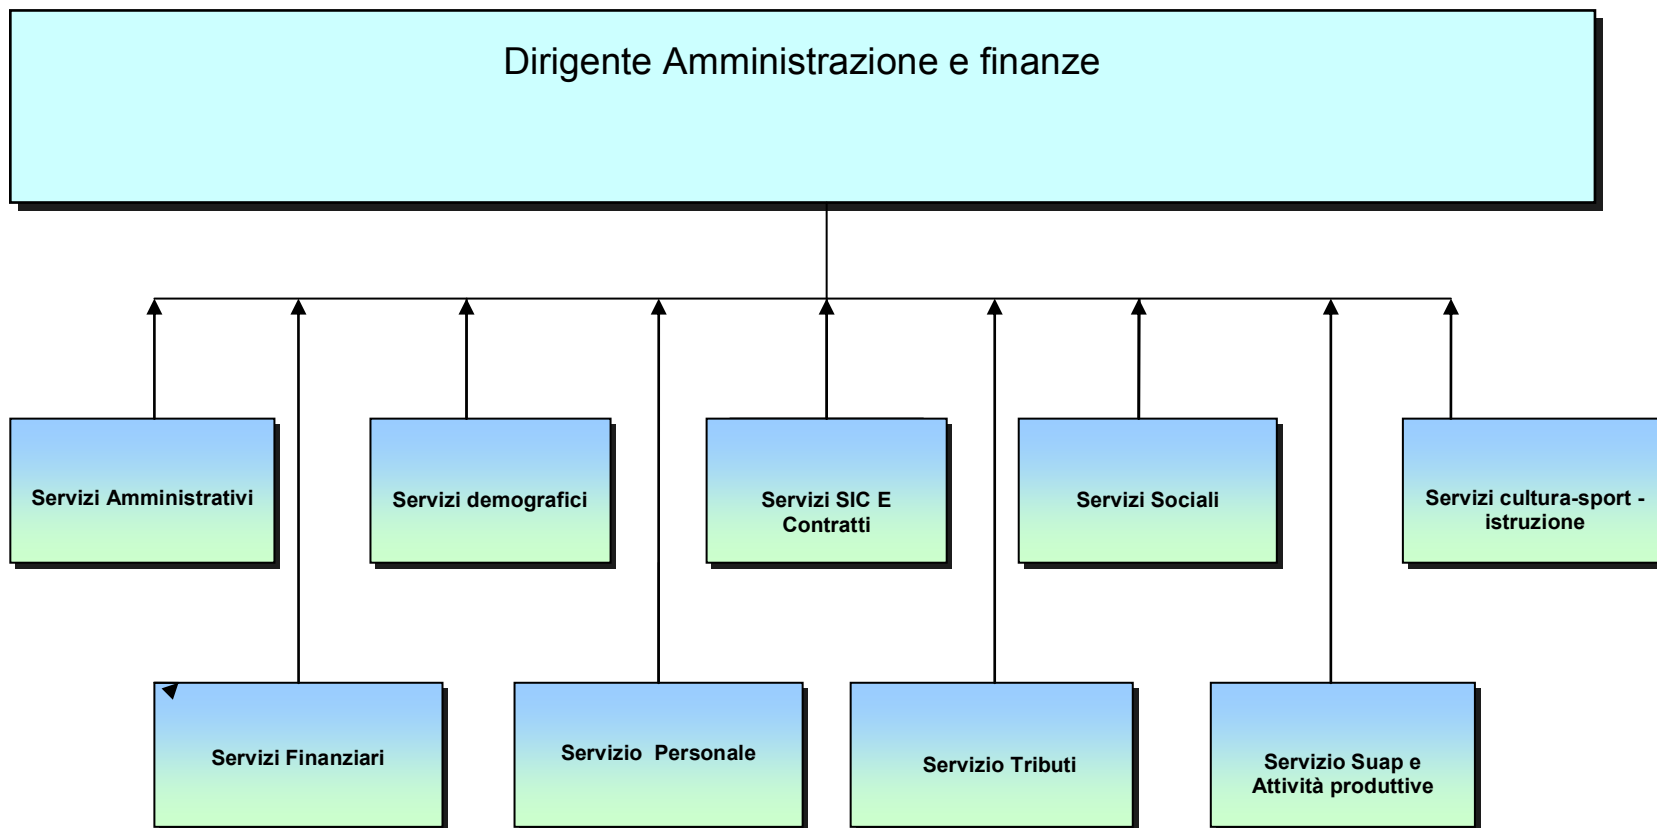 Dirigente Amministrazione e finanze
Servizi Amministrativi
Servizi demografici
Servizi SIC E
Contratti
Servizi Sociali
Servizi cultura-sport -
istruzione
Servizi Finanziari
Servizio  Personale
Servizio Tributi
Servizio Suap e
Attività produttive